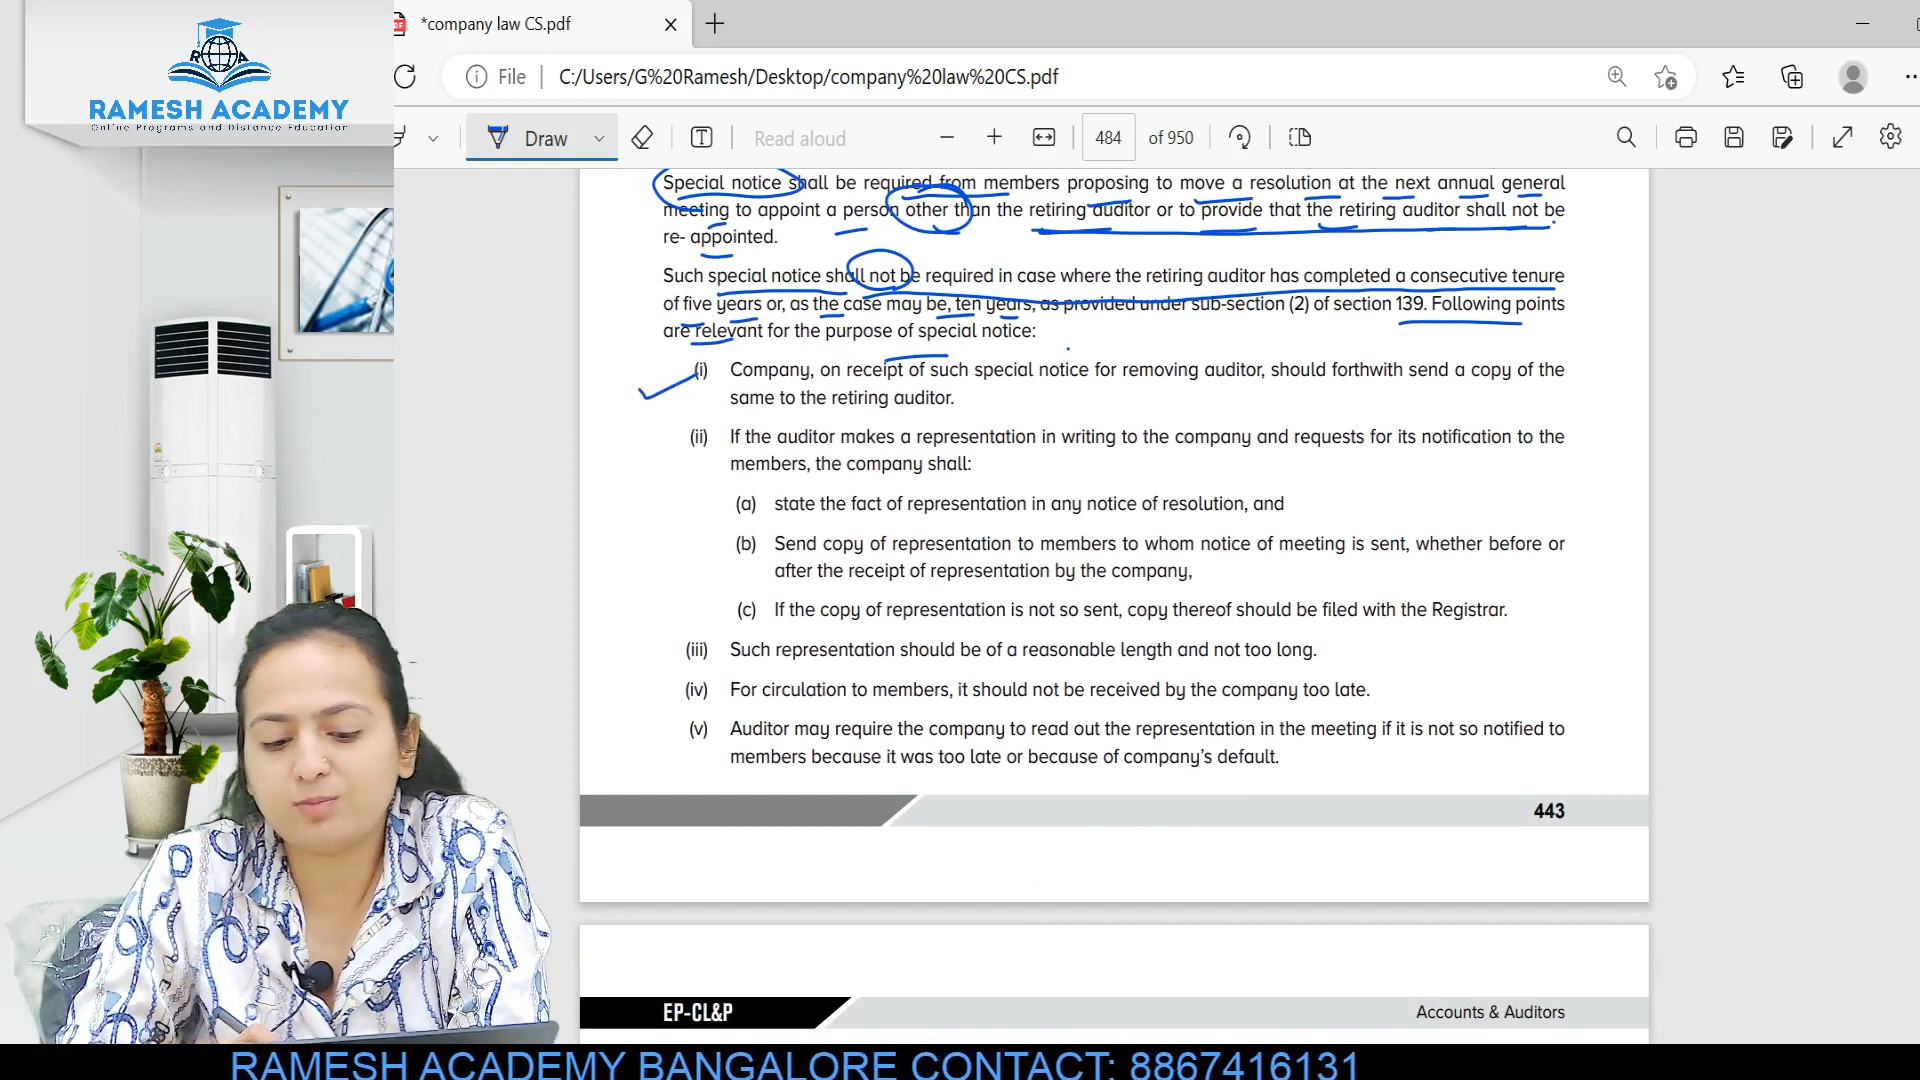 RAMESH ACADEMY
Online Programs and Distance Education
*company law CS.pdf
File
C:/Users/G%20Ramesh/Desktop/company%20law%20CS.pdf
Draw
Read aloud
484 of 950
Special notice shall be required from members proposing to move a resolution at the next annual general
meeting to appoint a person other than the retiring auditor or to provide that the retiring auditor shall not be
re- appointed.
Such special notice shall not be required in case where the retiring auditor has completed a consecutive tenure
of five years or, as the case may be, ten years, as provided under sub-section (2) of section 139. Following points
are relevant for the purpose of special notice:
(i) Company, on receipt of such special notice for removing auditor, should forthwith send a copy of the
same to the retiring auditor.
(ii) If the auditor makes a representation in writing to the company and requests for its notification to the
members, the company shall:
(a) state the fact of representation in any notice of resolution, and
(b) Send copy of representation to members to whom notice of meeting is sent, whether before or
after the receipt of representation by the company,
(c) If the copy of representation is not so sent, copy thereof should be filed with the Registrar.
(iii) Such representation should be of a reasonable length and not too long.
(iv) For circulation to members, it should not be received by the company too late.
(v) Auditor may require the company to read out the representation in the meeting if it is not so notified to
members because it was too late or because of company's default.
443
EP-CL&P
Accounts & Auditors
RAMESH ACADEMY BANGALORE CONTACT: 8867416131